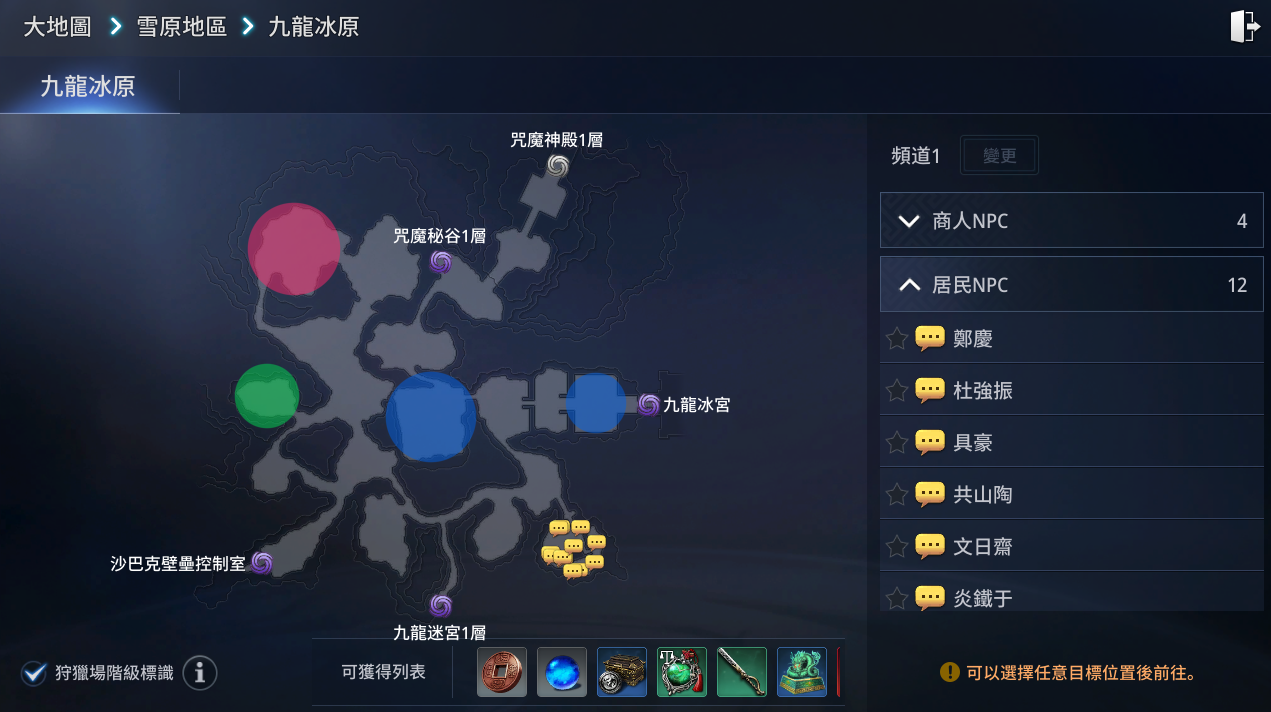 大地圖 > 雪原地區 > 九龍冰原
九龍冰原
咒魔神殿1層
咒魔秘谷1層
九龍冰宮
沙巴克壁壘控制室
九龍迷宮1層
狩獵場階級標識
可獲得列表
頻道1 變更
商人NPC 4
居民NPC 12
鄭慶
杜強振
具豪
共山陶
文日齋
炎鐵于
可以選擇任意目標位置後前往。